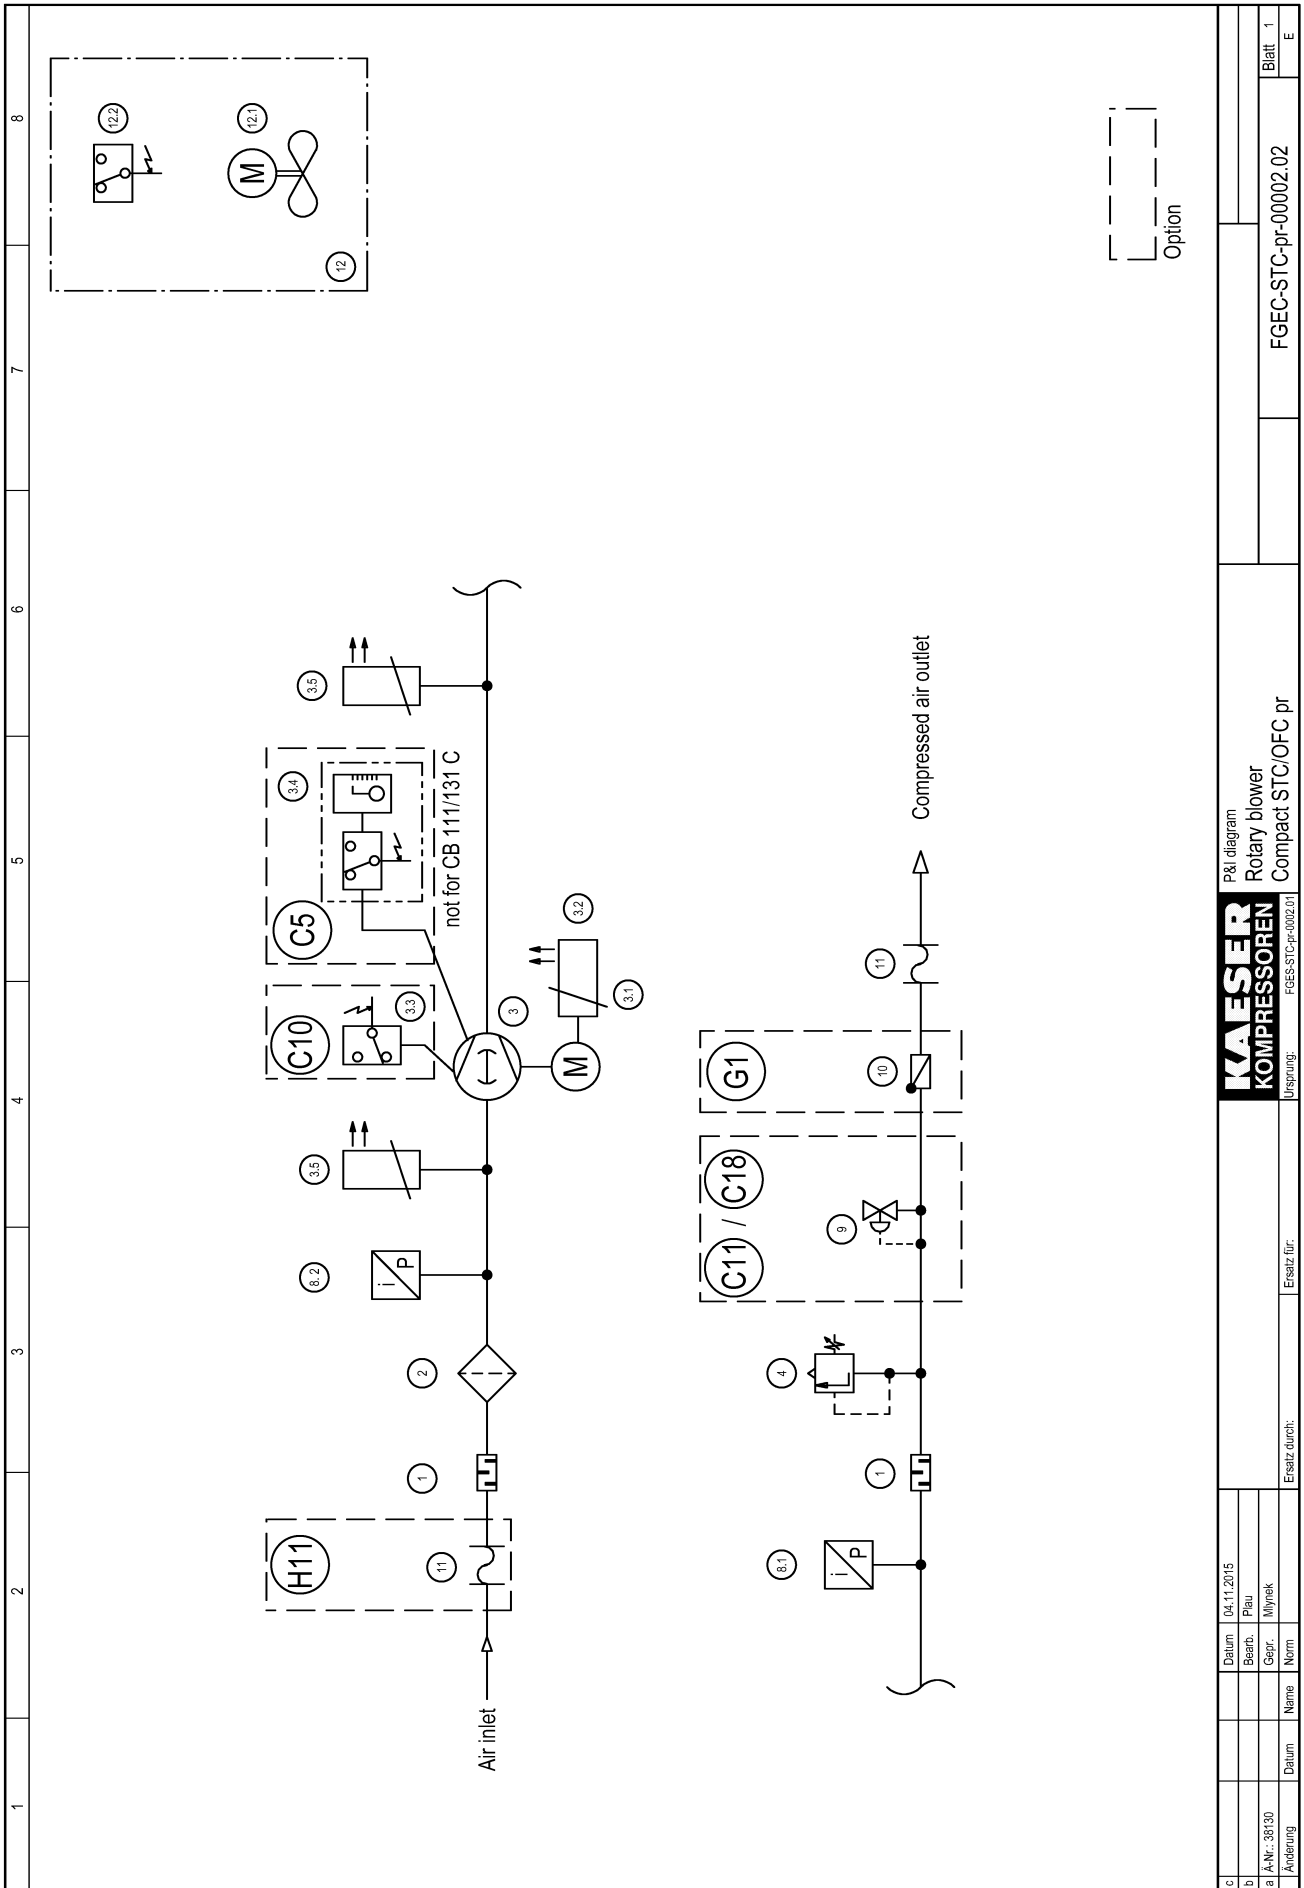 1
2
3
4
5
6
7
8
12
12.1
M
12.2
Air inlet
H11
11
1
2
8.2
i
P
3.5
C10
3.3
3
M
3.1
3.2
C5
3.4
not for CB 111/131 C
3.5
8.1
i
P
1
4
C11 / C18
9
G1
10
11
Compressed air outlet
Option
c
b
a Ä-Nr.: 38130
Änderung Datum Name Norm
Datum 04.11.2015
Bearb. Plau
Gepr. Mlynek
Ersatz durch:
Ersatz für:
KAESER
KOMPRESSOREN
Ursprung: FGES-STC-pr-0002.01
P&I diagram
Rotary blower
Compact STC/OFC pr
FGEC-STC-pr-00002.02
Blatt 1
E